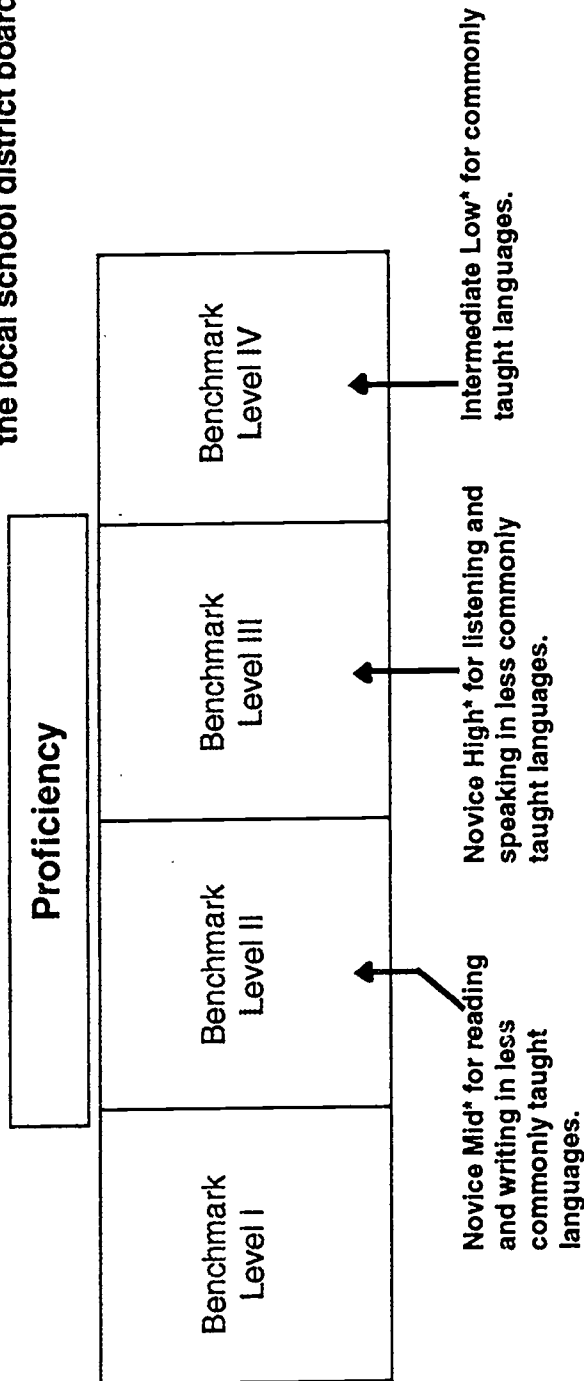 the local school district board
Proficiency
Benchmark
Level I
Benchmark
Level II
Benchmark
Level III
Benchmark
Level IV
Novice Mid* for reading
and writing in less
commonly taught
languages.
Novice High* for listening and
speaking in less commonly
taught languages.
Intermediate Low* for commonly
taught languages.